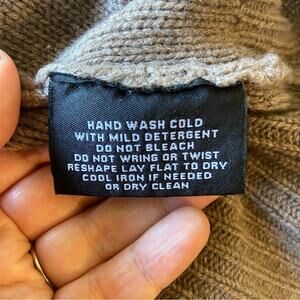 HAND WASH COLD
WITH MILD DETERGENT
DO NOT BLEACH
DO NOT WRING OR TWIST
RESHAPE LAY FLAT TO DRY
COOL IRON IF NEEDED
OR DRY CLEAN